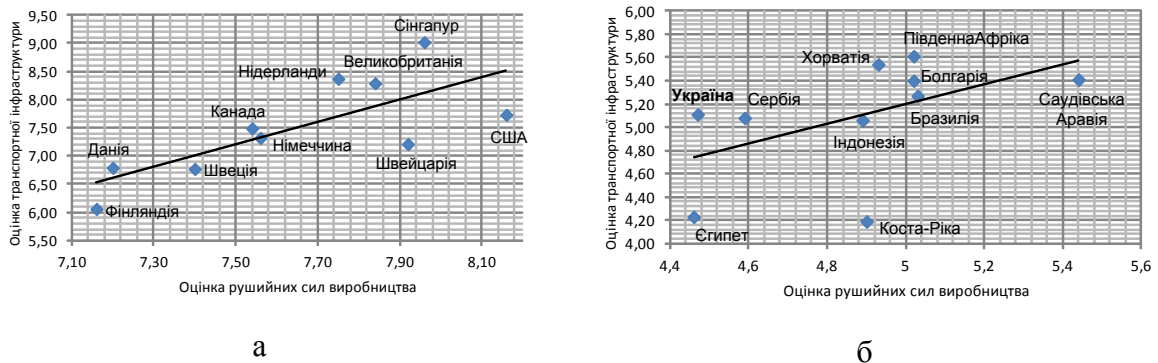 Оцінка транспортної інфраструктури
9,50
9,00
8,50
8,00
7,50
7,00
6,50
6,00
5,50
Сінгапур
Великобританія
Нідерланди
Канада
США
Німеччина
Швейцарія
Данія
Швеція
Фінляндія
7,10 7,30 7,50 7,70 7,90 8,10
Оцінка рушийних сил виробництва
а
Оцінка транспортної інфраструктури
6,00
5,80
5,60
5,40
5,20
5,00
4,80
4,60
4,40
4,20
4,00
ПівденнаАфріка
Хорватія
Болгарія
Україна Сербія
Саудівська
Аравія
Бразилія
Індонезія
Єгипет
Коста-Ріка
4,4 4,6 4,8 5 5,2 5,4 5,6
Оцінка рушийних сил виробництва
б